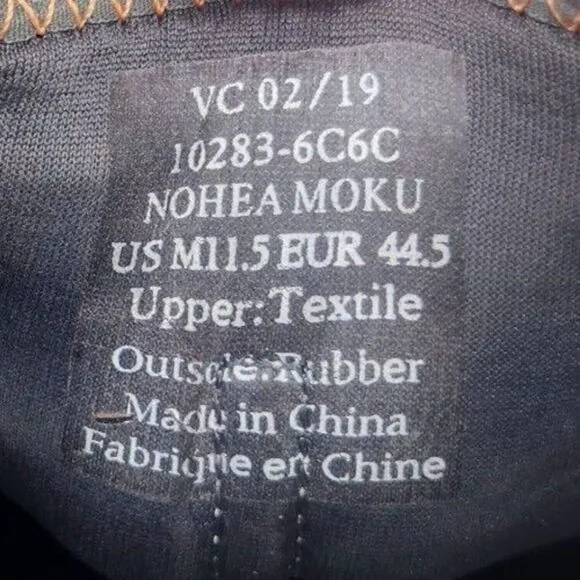 VC 02/19
10283-6C6C
NOHEA MOKU
US M11.5 EUR 44.5
Upper: Textile
Outsole: Rubber
Made in China
Fabriqué en Chine